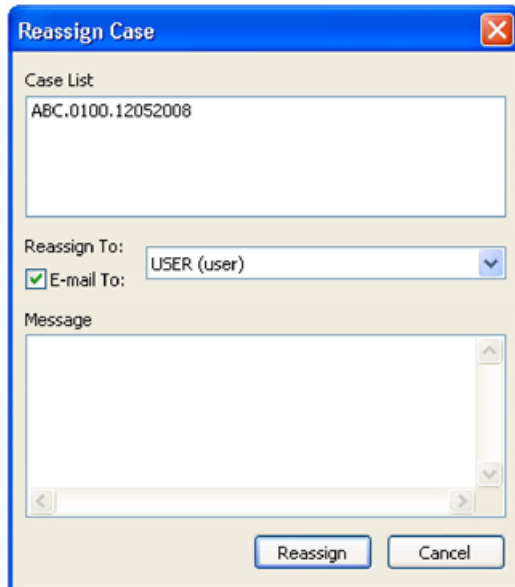 Reassign Case
Case List
ABC.0100.12052008
Reassign To:
USER (user)
E-mail To:
Message
Reassign
Cancel